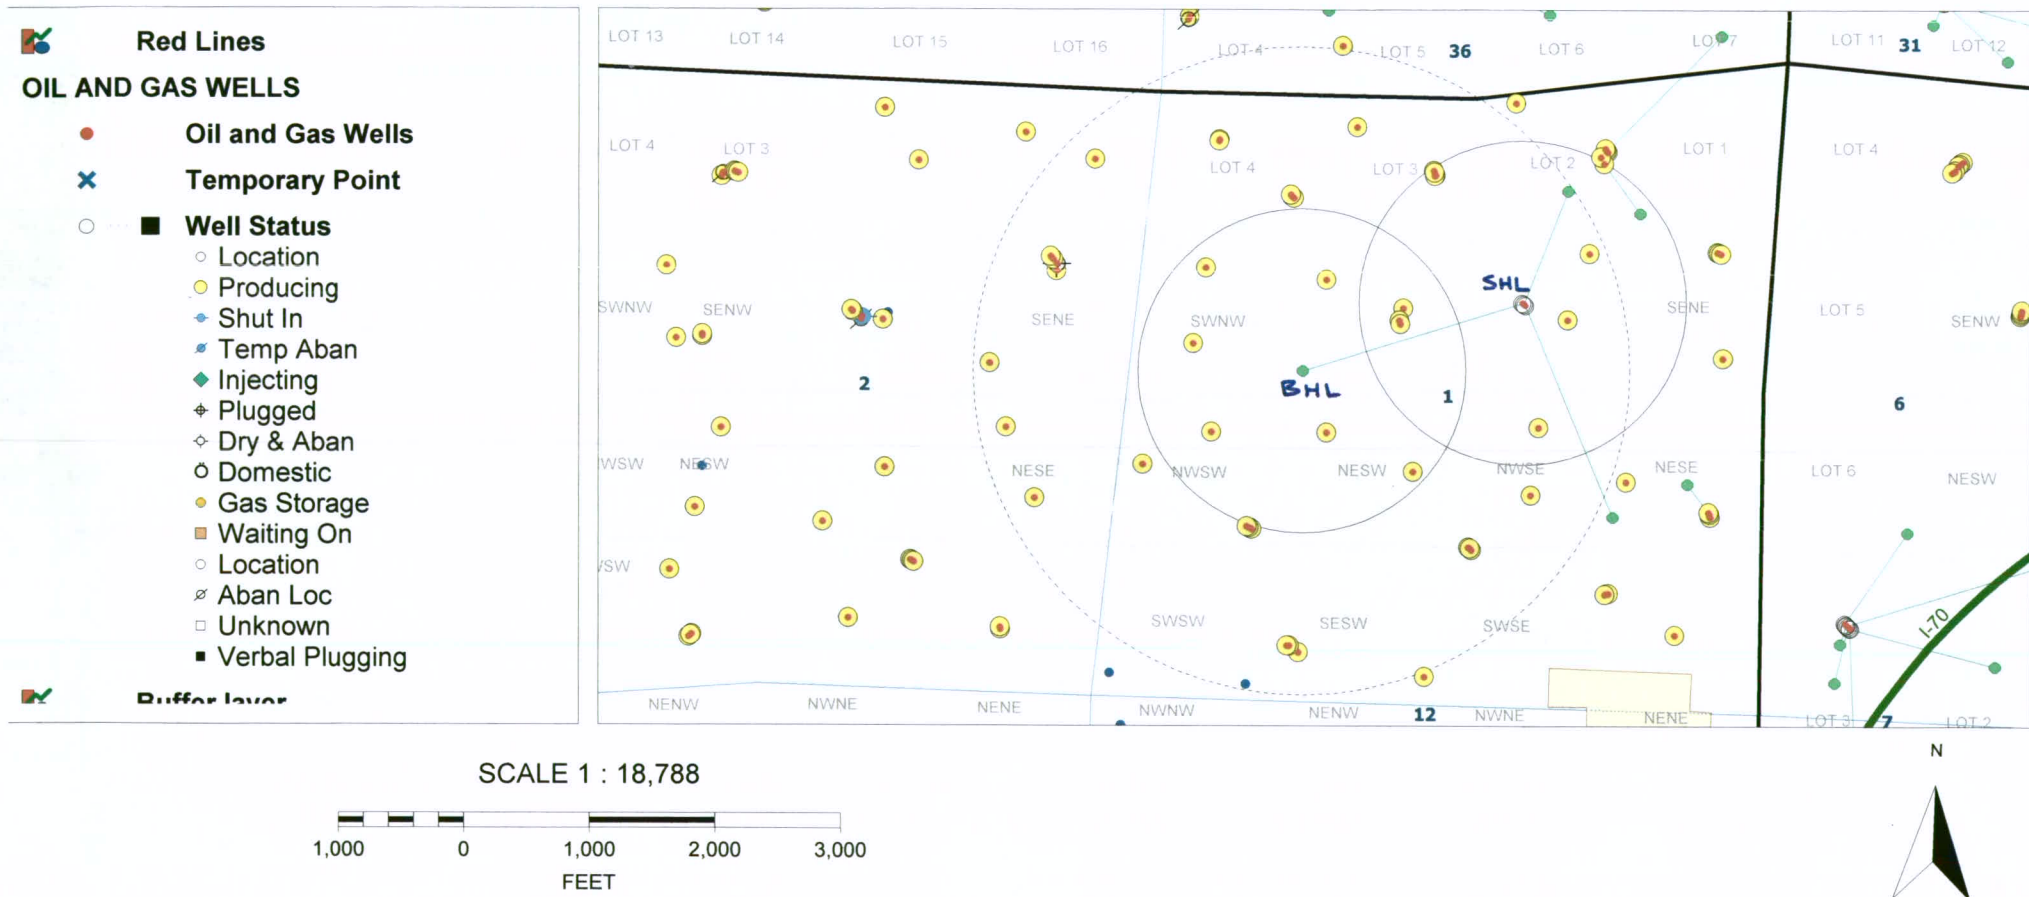 Red Lines
OIL AND GAS WELLS
Oil and Gas Wells
Temporary Point
Well Status
Location
Producing
Shut In
Temp Aban
Injecting
Plugged
Dry & Aban
Domestic
Gas Storage
Waiting On
Location
Aban Loc
Unknown
Verbal Plugging
Buffer layer
LOT 13 LOT 14 LOT 15 LOT 16 LOT 4 LOT 5 36 LOT 6 LOT 7 LOT 11 31 LOT 12
LOT 4 LOT 3 LOT 4 LOT 3 LOT 2 LOT 1 LOT 4
SHL
SWNW SENW SENE SWNW SENE LOT 5 SENW
2 BHL 1 6
WSW NESW NESE NWSW NESW NWSE NESE LOT 6 NESW
SW SWSW SESW SWSE I-70
NENW NWNE NENE NWNW NENW 12 NWNE NENE LOT 3 7 LOT 2
SCALE 1 : 18,788
1,000 0 1,000 2,000 3,000
FEET
N